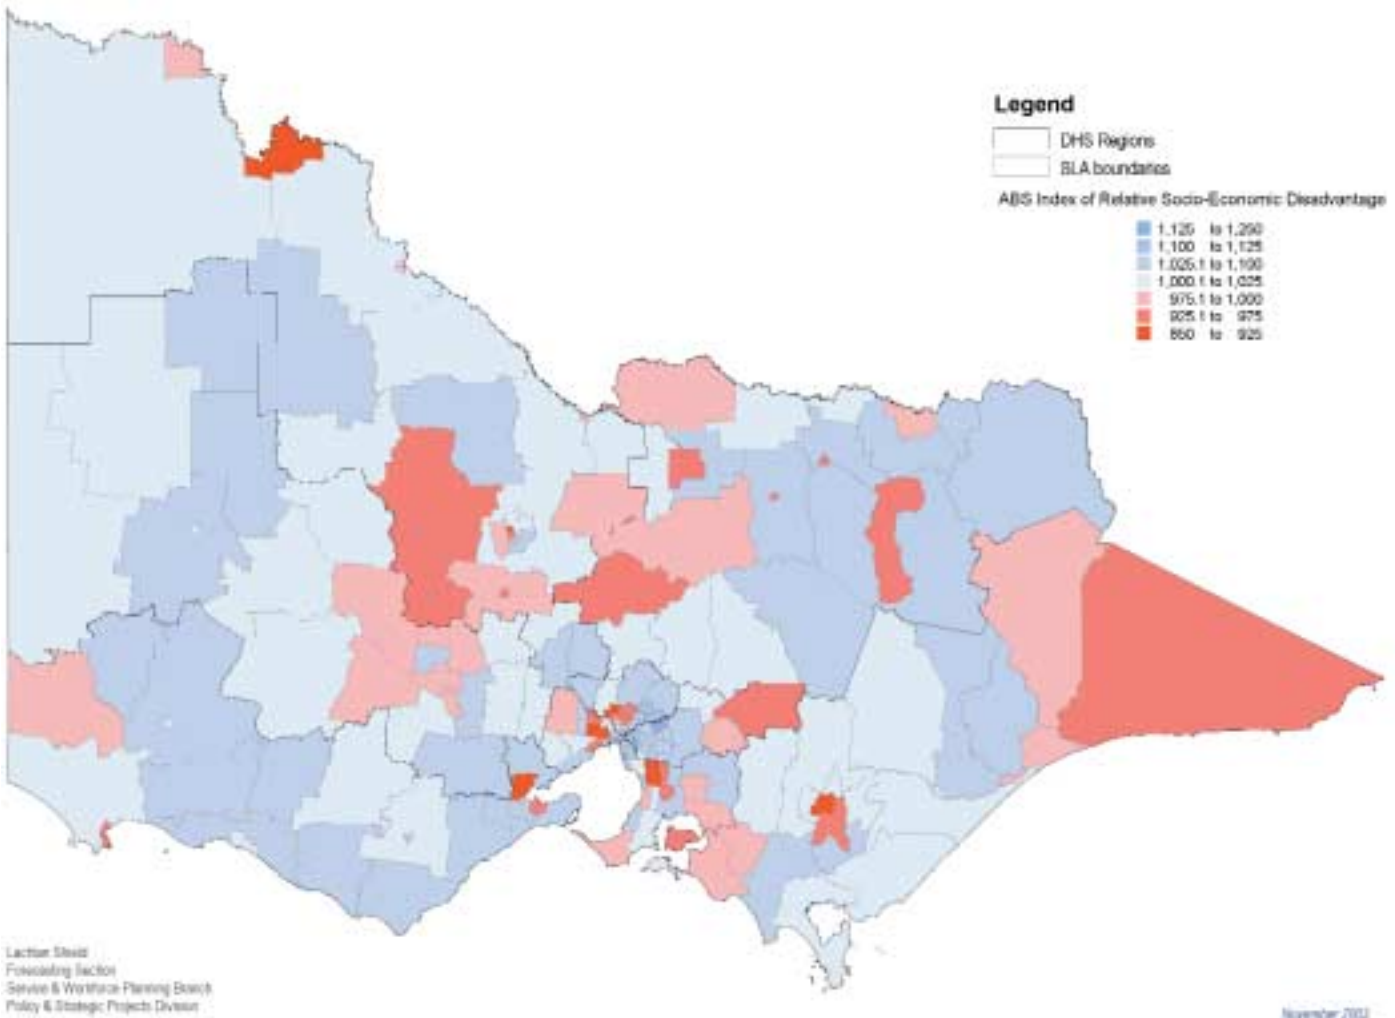 Legend
DHS Regions
SLA boundaries
ABS Index of Relative Socio-Economic Disadvantage
1,125 to 1,250
1,100 to 1,125
1,025.1 to 1,100
1,000.1 to 1,025
975.1 to 1,000
925.1 to 975
850 to 925
Forecasting Section
Service & Workforce Planning Branch
Policy & Strategic Projects Division
November